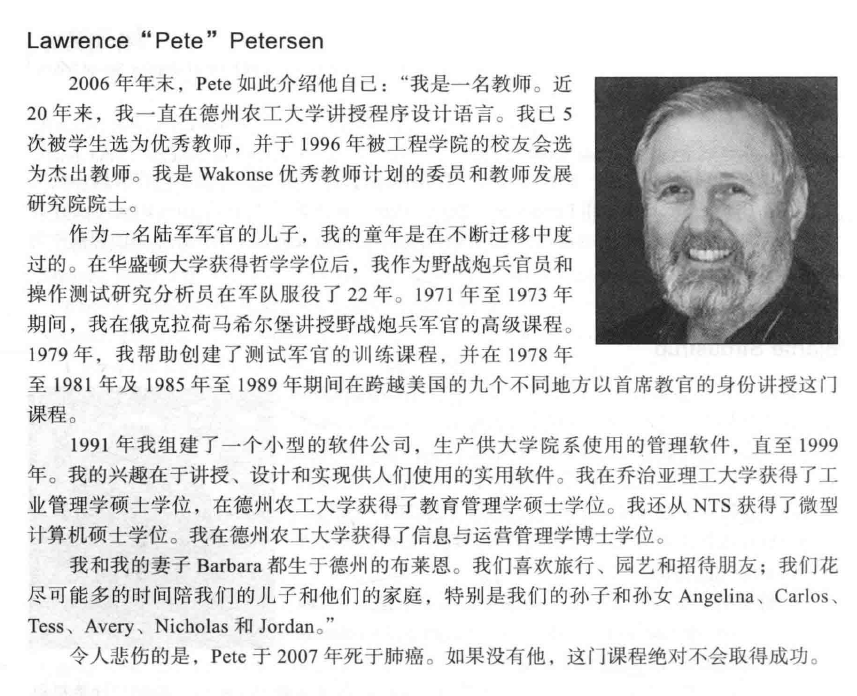 Lawrence “Pete” Petersen
2006 年年末，Pete 如此介绍他自己：“我是一名教师。近
20 年来，我一直在德州农工大学讲授程序设计语言。我已 5
次被学生选为优秀教师，并于 1996 年被工程学院的校友会选
为杰出教师。我是 Wakonse 优秀教师计划的委员和教师发展
研究院院士。
作为一名陆军军官的儿子，我的童年是在不断迁移中度
过的。在华盛顿大学获得哲学学位后，我作为野战炮兵官员和
操作测试研究分析员在军队服役了 22 年。1971 年至 1973 年
期间，我在俄克拉荷马希尔堡讲授野战炮兵军官的高级课程。
1979 年，我帮助创建了测试军官的训练课程，并在 1978 年
至 1981 年及 1985 年至 1989 年期间在跨越美国的九个不同地方以首席教官的身份讲授这门
课程。
1991 年我组建了一个小型的软件公司，生产供大学院系使用的管理软件，直至 1999
年。我的兴趣在于讲授、设计和实现供人们使用的实用软件。我在乔治亚理工大学获得了工
业管理学硕士学位，在德州农工大学获得了教育管理学硕士学位。我还从 NTS 获得了微型
计算机硕士学位。我在德州农工大学获得了信息与运营管理学博士学位。
我和我的妻子 Barbara 都生于德州的布莱恩。我们喜欢旅行、园艺和招待朋友；我们花
尽可能多的时间陪我们的儿子和他们的家庭，特别是我们的孙子和孙女 Angelina、Carlos、
Tess、Avery、Nicholas 和 Jordan。”
令人悲伤的是，Pete 于 2007 年死于肺癌。如果没有他，这门课程绝对不会取得成功。